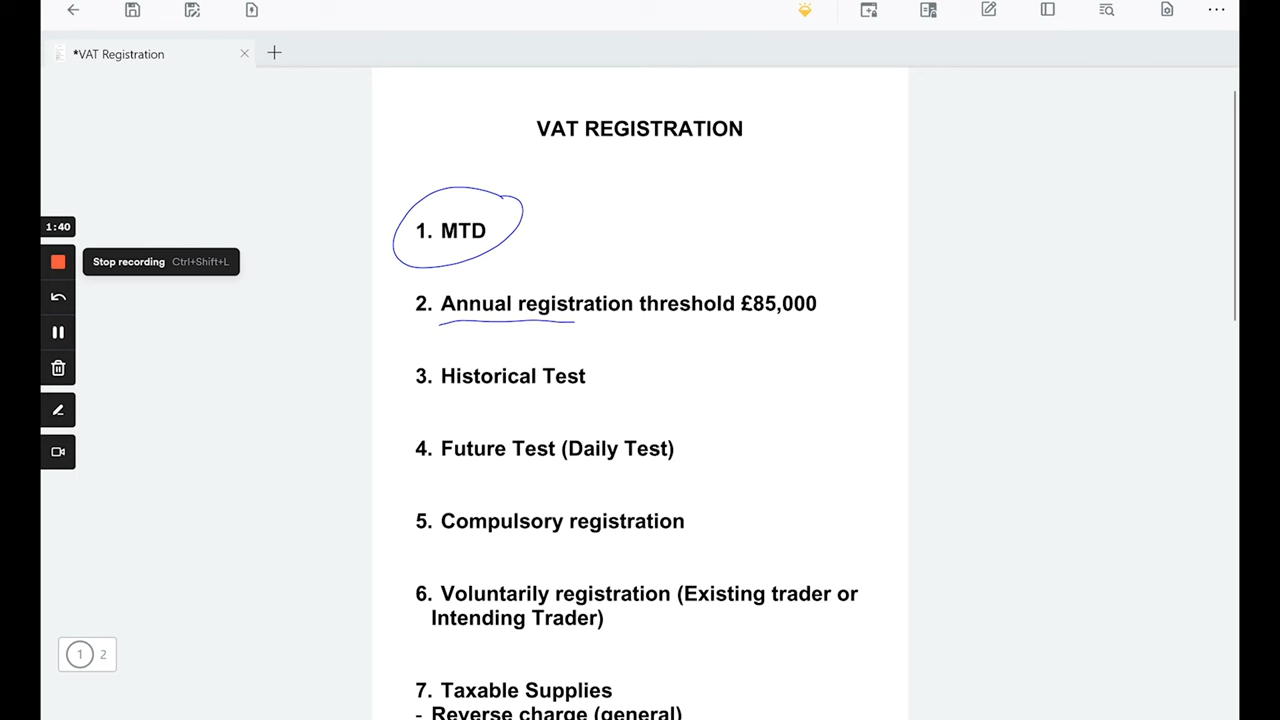 *VAT Registration
VAT REGISTRATION
1. MTD
1:40
Stop recording Ctrl+Shift+L
2. Annual registration threshold £85,000
3. Historical Test
4. Future Test (Daily Test)
5. Compulsory registration
6. Voluntarily registration (Existing trader or
Intending Trader)
1 2
7. Taxable Supplies
- Reverse charge (general)